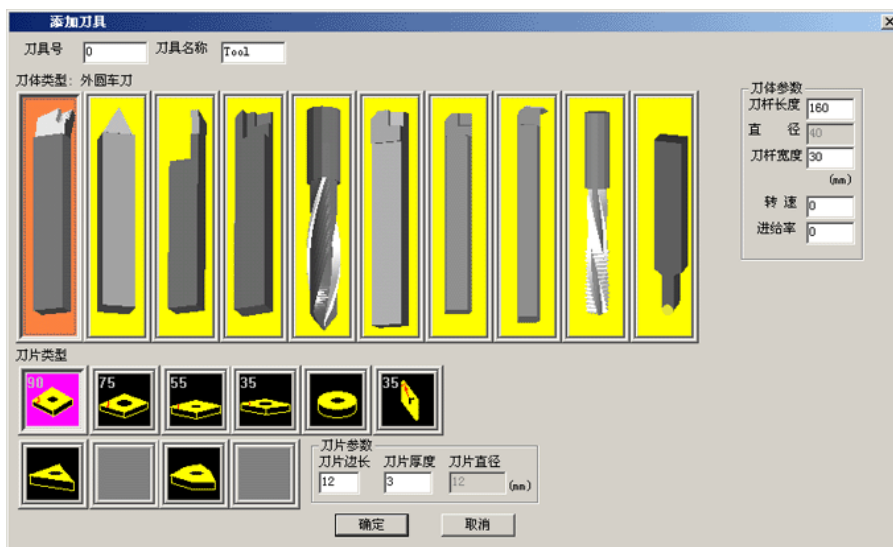 添加刀具
刀具号 0 刀具名称 Tool
刀体类型: 外圆车刀
刀体参数
刀杆长度 160
直 径 40
刀杆宽度 30
(mm)
转 速 0
进给率 0
刀片类型
90 75 55 35 35
r
刀片参数
刀片边长 刀片厚度 刀片直径
12 3 12 (mm)
确定 取消